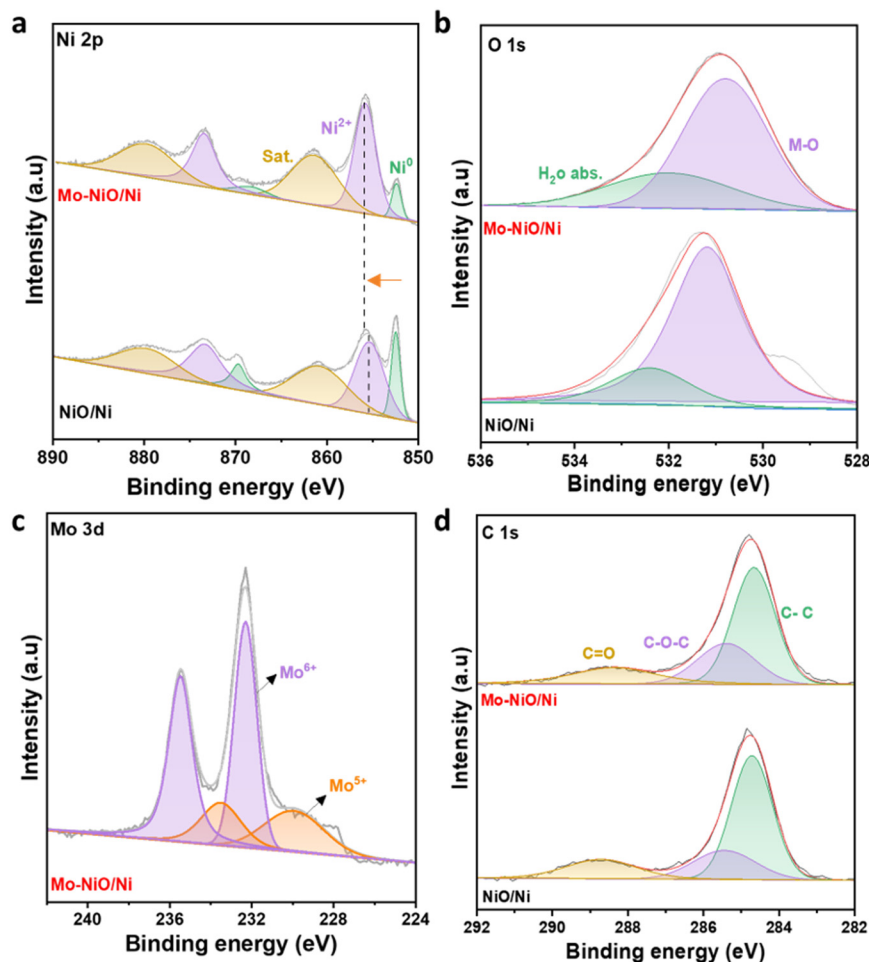 a
Ni 2p
Ni2+
Sat.
Ni0
Mo-NiO/Ni
NiO/Ni
Intensity (a.u)
890 880 870 860 850
Binding energy (eV)
b
O 1s
M-O
H2o abs.
Mo-NiO/Ni
NiO/Ni
Intensity (a.u)
536 534 532 530 528
Binding energy (eV)
c
Mo 3d
Mo6+
Mo5+
Mo-NiO/Ni
Intensity (a.u)
240 236 232 228 224
Binding energy (eV)
d
C 1s
C- C
C-O-C
C=O
Mo-NiO/Ni
NiO/Ni
Intensity (a.u)
292 290 288 286 284 282
Binding energy (eV)